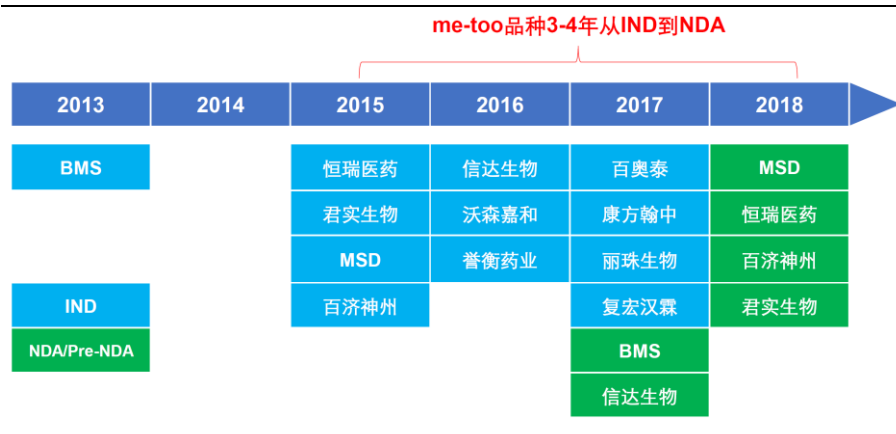 me-too品种3-4年从IND到NDA
2013 2014 2015 2016 2017 2018
BMS 恒瑞医药 信达生物 百奥泰 MSD
君实生物 沃森嘉和 康方翰中 恒瑞医药
MSD 誉衡药业 丽珠生物 百济神州
IND 百济神州 复宏汉霖 君实生物
NDA/Pre-NDA BMS
信达生物